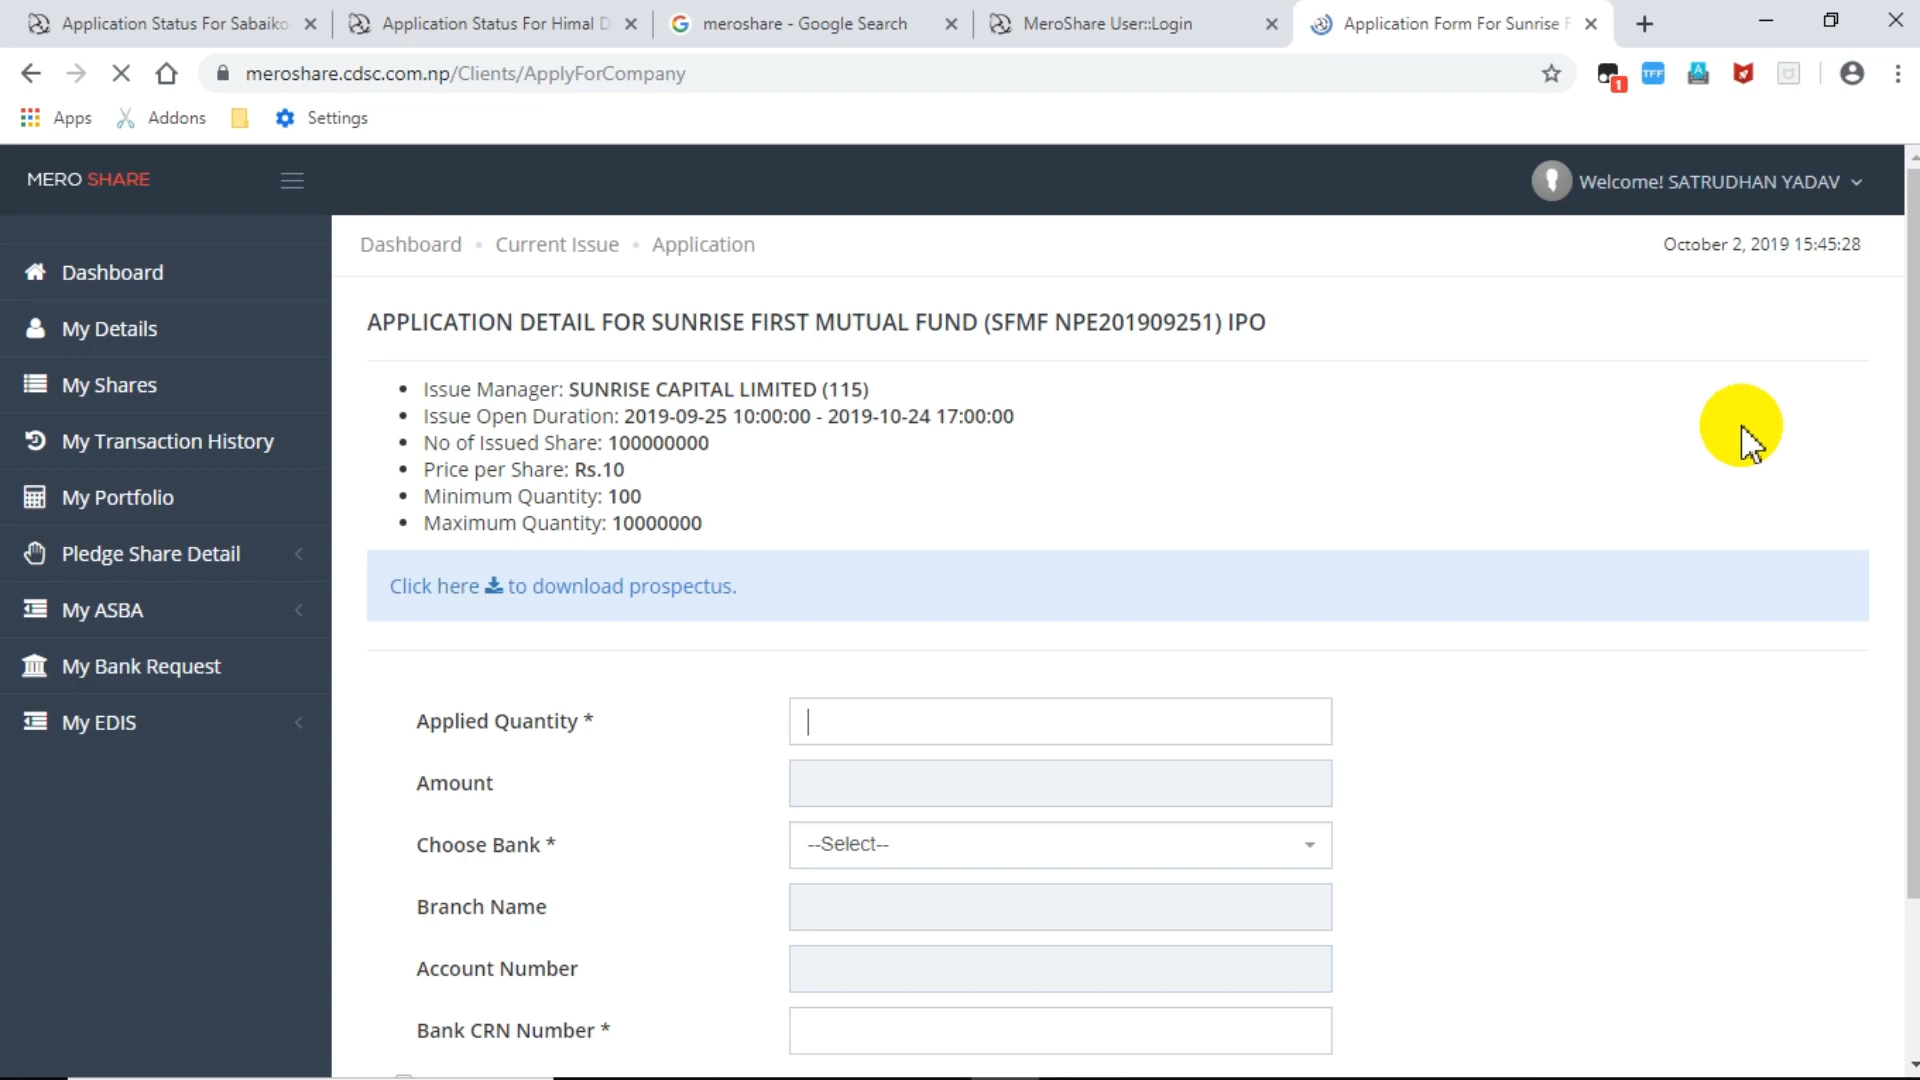 Application Status For Sabaiko
Application Status For Himal D
meroshare - Google Search
MeroShare User::Login
Application Form For Sunrise F
meroshare.cdsc.com.np/Clients/ApplyForCompany
1
TFF
Apps
Addons
Settings
MERO SHARE
Welcome! SATRUDHAN YADAV
Dashboard
My Details
My Shares
My Transaction History
My Portfolio
Pledge Share Detail
My ASBA
My Bank Request
My EDIS
Dashboard • Current Issue • Application
October 2, 2019 15:45:28
APPLICATION DETAIL FOR SUNRISE FIRST MUTUAL FUND (SFMF NPE201909251) IPO
• Issue Manager: SUNRISE CAPITAL LIMITED (115)
• Issue Open Duration: 2019-09-25 10:00:00 - 2019-10-24 17:00:00
• No of Issued Share: 100000000
• Price per Share: Rs.10
• Minimum Quantity: 100
• Maximum Quantity: 10000000
Click here to download prospectus.
Applied Quantity *
Amount
Choose Bank *
--Select--
Branch Name
Account Number
Bank CRN Number *